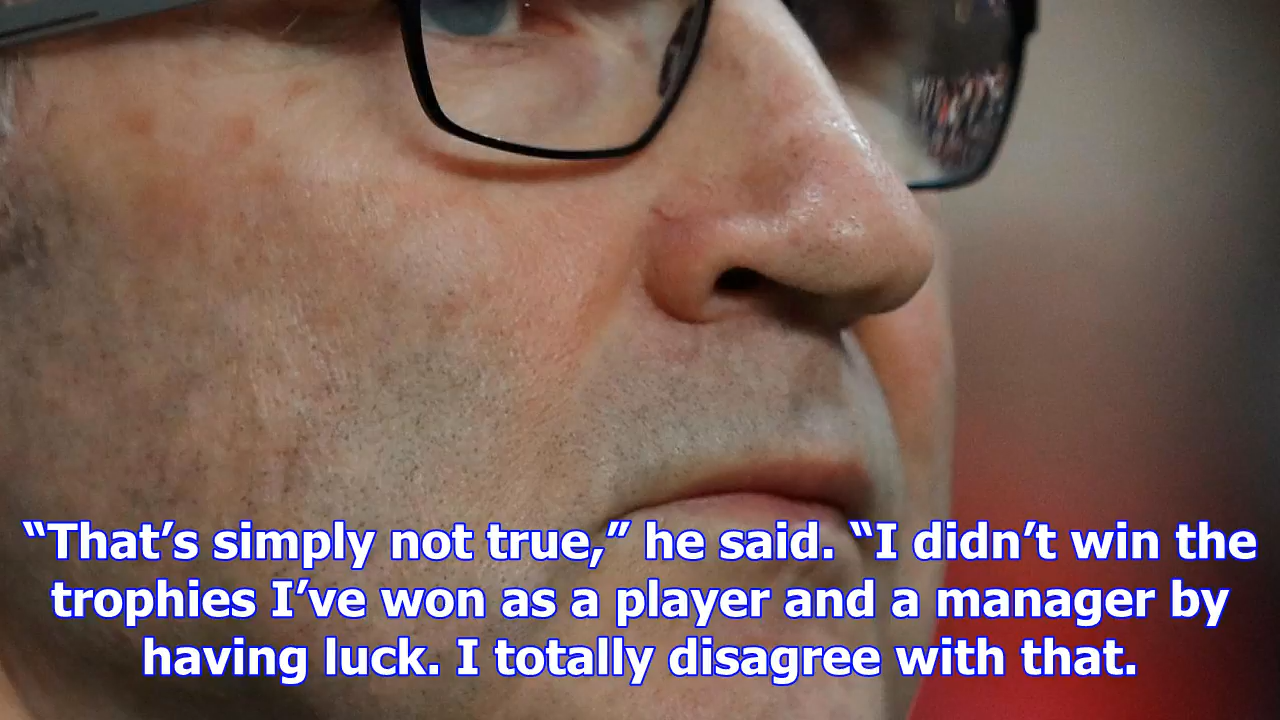 “That’s simply not true,” he said. “I didn’t win the
trophies I’ve won as a player and a manager by
having luck. I totally disagree with that.